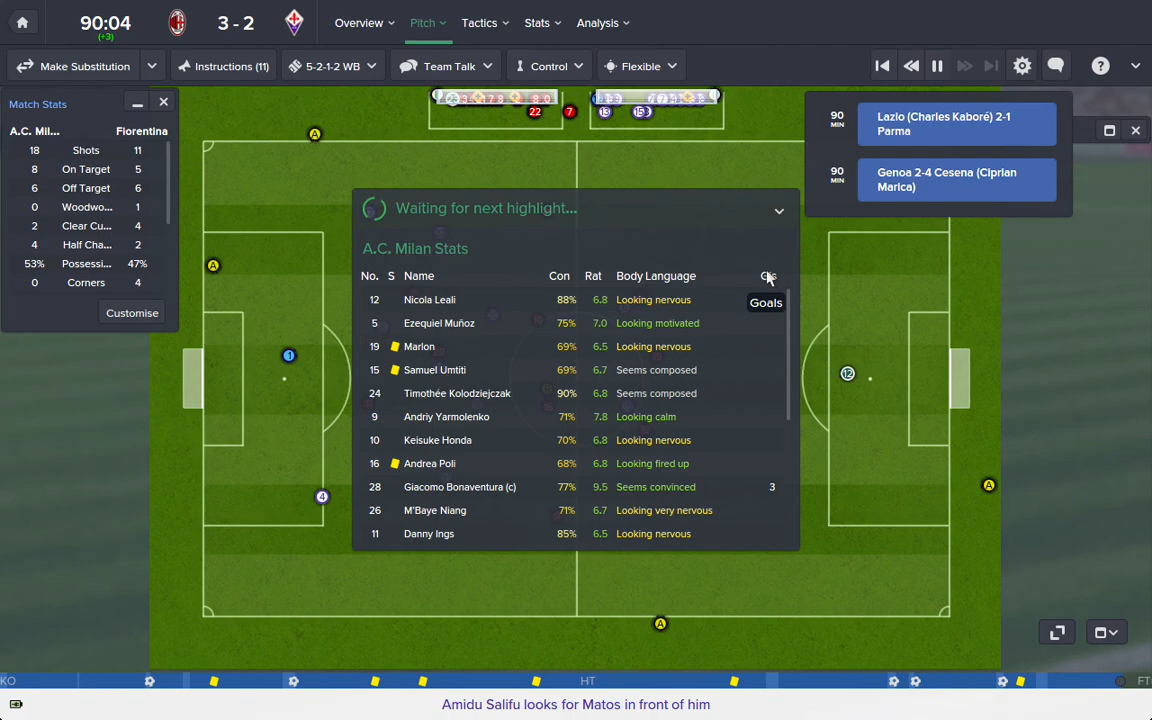 90:04
(+3)
3 - 2
Overview Pitch Tactics Stats Analysis
Make Substitution Instructions (11) 5-2-1-2 WB Team Talk Control Flexible
Match Stats
A.C. Mil... Fiorentina
18 Shots 11
8 On Target 5
6 Off Target 6
0 Woodwo... 1
2 Clear Cu... 4
4 Half Cha... 2
53% Possessi... 47%
0 Corners 4
Customise
90 MIN Lazio (Charles Kaboré) 2-1
Parma
90 MIN Genoa 2-4 Cesena (Ciprian
Marica)
Waiting for next highlight...
A.C. Milan Stats
No. S Name Con Rat Body Language
12 Nicola Leali 88% 6.8 Looking nervous
Goals
5 Ezequiel Muñoz 75% 7.0 Looking motivated
19 Marlon 69% 6.5 Looking nervous
15 Samuel Umtiti 69% 6.7 Seems composed
24 Timothée Kolodziejczak 90% 6.8 Seems composed
9 Andriy Yarmolenko 71% 7.8 Looking calm
10 Keisuke Honda 70% 6.8 Looking nervous
16 Andrea Poli 68% 6.8 Looking fired up
28 Giacomo Bonaventura (c) 77% 9.5 Seems convinced 3
26 M'Baye Niang 71% 6.7 Looking very nervous
11 Danny Ings 85% 6.5 Looking nervous
22
7
13
A
A
1
12
4
A
A
KO HT FT
Amidu Salifu looks for Matos in front of him